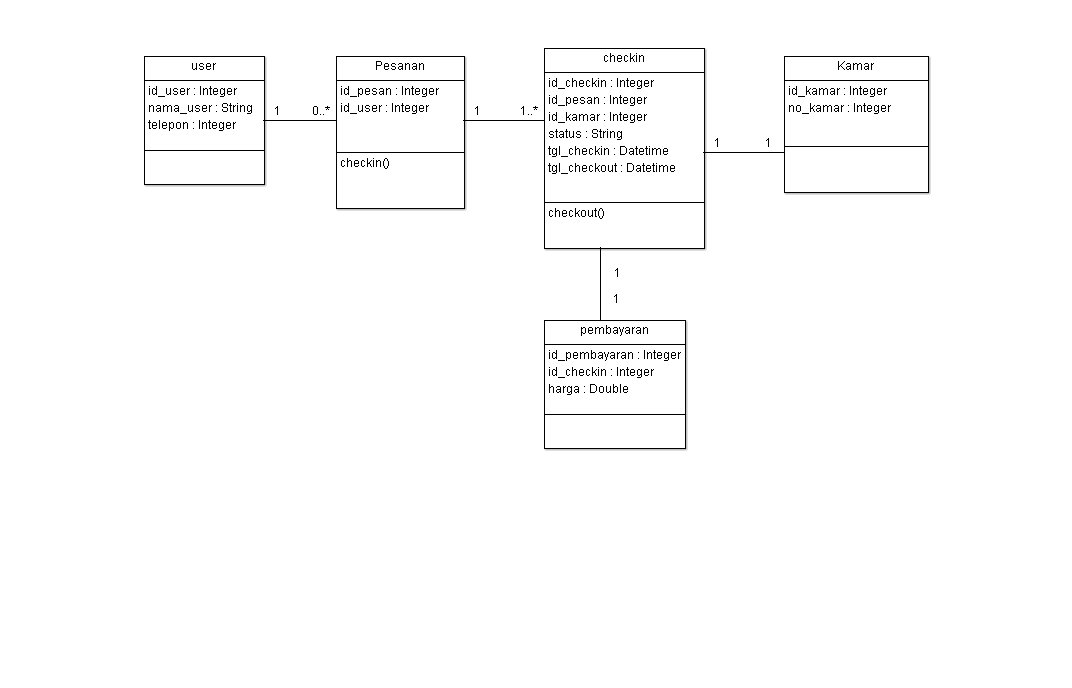 user
id_user : Integer
nama_user : String
telepon : Integer
1
0..*
Pesanan
id_pesan : Integer
id_user : Integer
checkin()
1
1..*
checkin
id_checkin : Integer
id_pesan : Integer
id_kamar : Integer
status : String
tgl_checkin : Datetime
tgl_checkout : Datetime
checkout()
1
1
Kamar
id_kamar : Integer
no_kamar : Integer
1
1
pembayaran
id_pembayaran : Integer
id_checkin : Integer
harga : Double